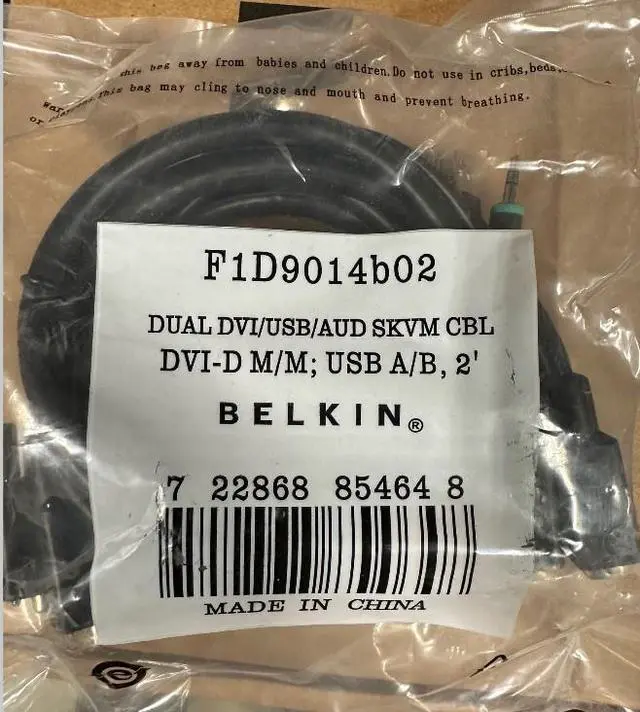 this bag away from babies and children. Do not use in cribs, beds,
or This bag may cling to nose and mouth and prevent breathing.
F1D9014b02
DUAL DVI/USB/AUD SKVM CBL
DVI-D M/M; USB A/B, 2'
BELKIN®
7 22868 85464 8
MADE IN CHINA